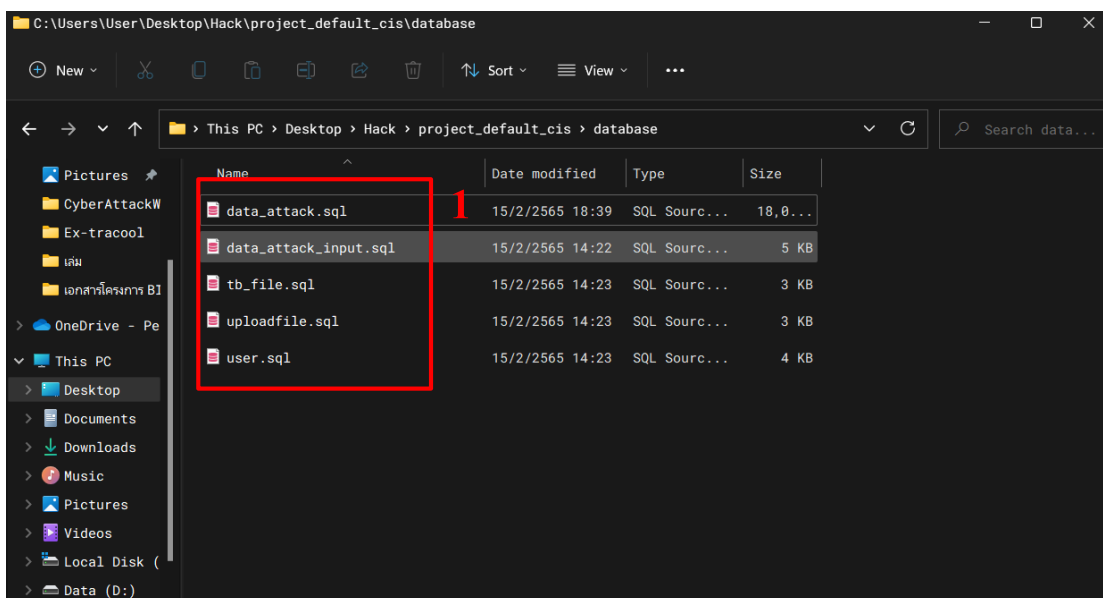 C:\Users\User\Desktop\Hack\project_default_cis\database
New Sort View
This PC > Desktop > Hack > project_default_cis > database Search data...
Pictures
CyberAttackW
Ex-tracool
เล่ม
เอกสารโครงการ BI
OneDrive - Pe
This PC
Desktop
Documents
Downloads
Music
Pictures
Videos
Local Disk (
Data (D:)
Name Date modified Type Size
data_attack.sql 15/2/2565 18:39 SQL Sourc... 18,0...
data_attack_input.sql 15/2/2565 14:22 SQL Sourc... 5 KB
tb_file.sql 15/2/2565 14:23 SQL Sourc... 3 KB
uploadfile.sql 15/2/2565 14:23 SQL Sourc... 3 KB
user.sql 15/2/2565 14:23 SQL Sourc... 4 KB
1